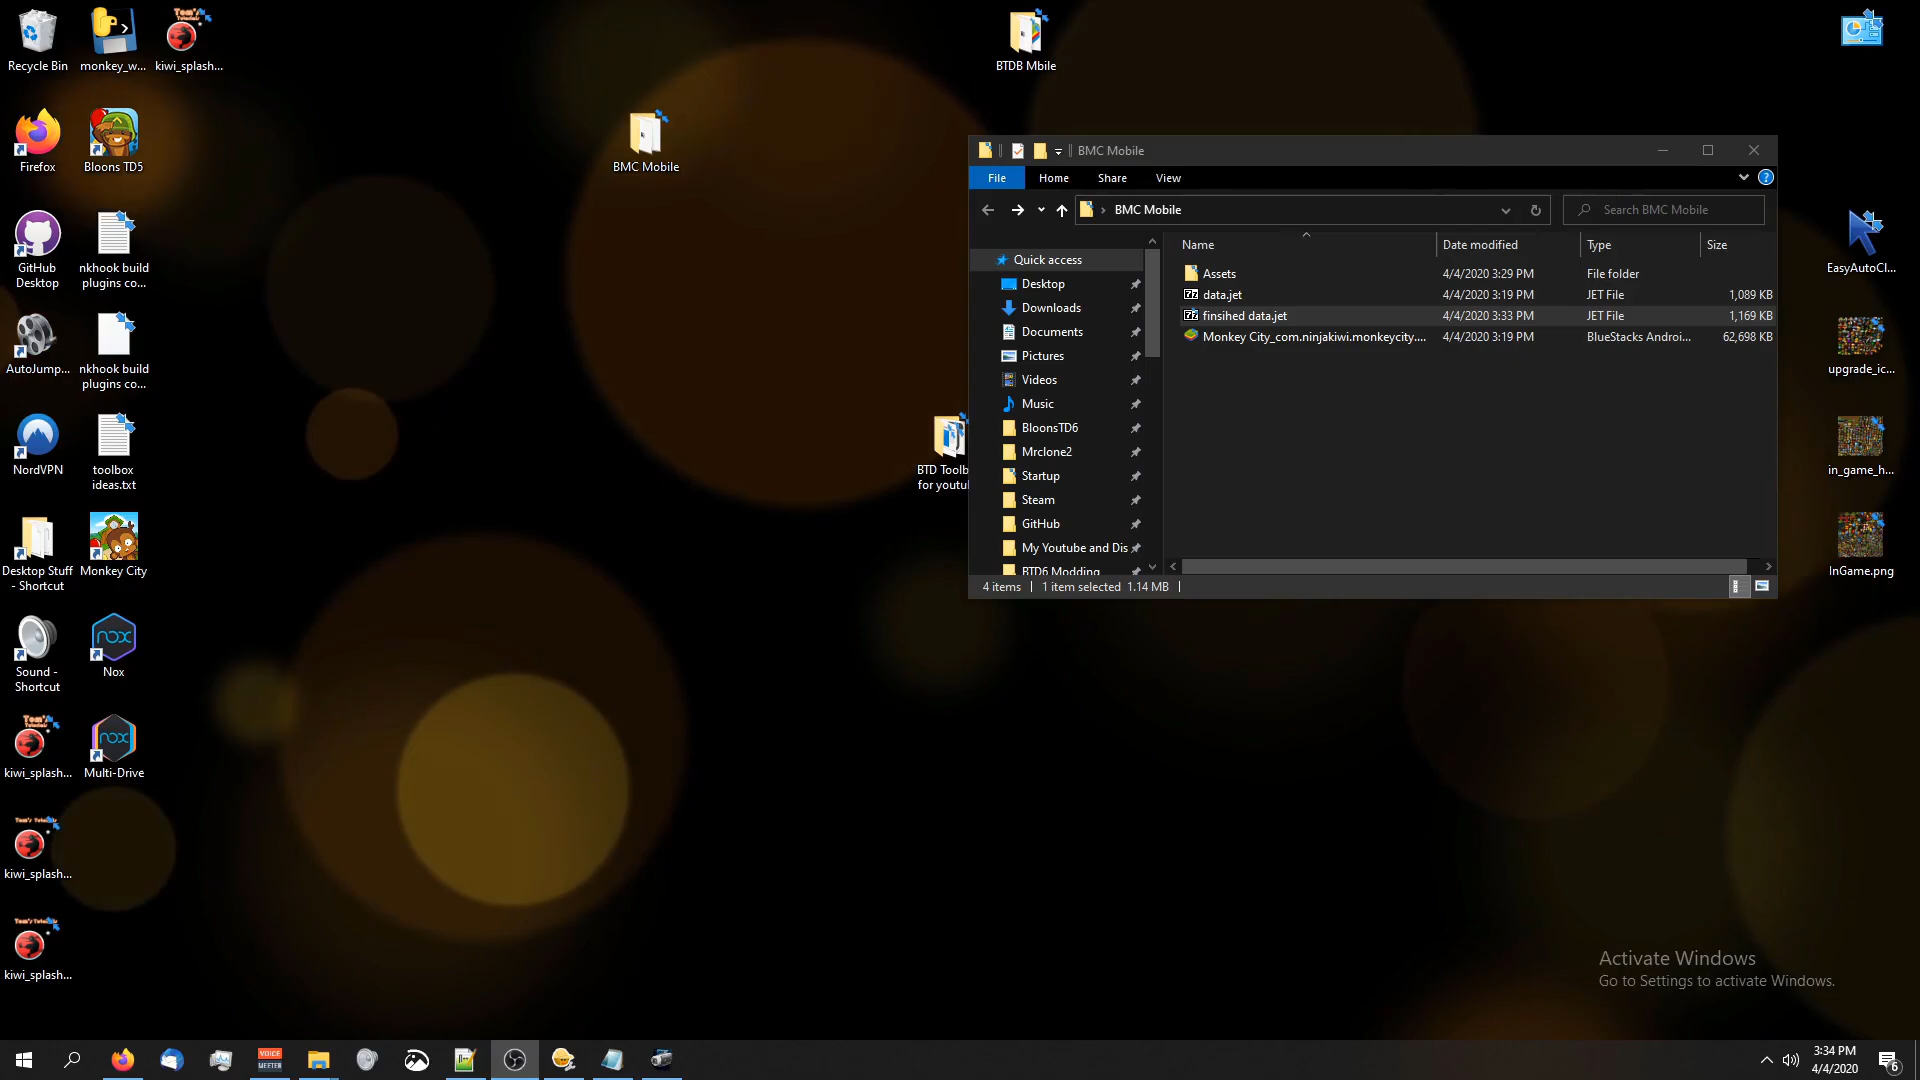 Recycle Bin
monkey_w...
kiwi_splash...
Firefox
Bloons TD5
GitHub
Desktop
nkhook build
plugins co...
AutoJump...
nkhook build
plugins co...
NordVPN
toolbox
ideas.txt
Desktop Stuff
- Shortcut
Monkey City
Sound -
Shortcut
Nox
kiwi_splash...
Multi-Drive
kiwi_splash...
kiwi_splash...
BMC Mobile
BTDB Mbile
BTD Toolb
for youtu
BMC Mobile
File
Home
Share
View
BMC Mobile
Search BMC Mobile
Name
Date modified
Type
Size
Quick access
Desktop
Downloads
Documents
Pictures
Videos
Music
BloonsTD6
Mrclone2
Startup
Steam
GitHub
My Youtube and Dis
BTD6 Modding
Assets 4/4/2020 3:29 PM File folder
data.jet 4/4/2020 3:19 PM JET File 1,089 KB
finsihed data.jet 4/4/2020 3:33 PM JET File 1,169 KB
Monkey City_com.ninjakiwi.monkeycity.... 4/4/2020 3:19 PM BlueStacks Androi... 62,698 KB
4 items
1 item selected 1.14 MB
EasyAutoCl...
upgrade_ic...
in_game_h...
InGame.png
Activate Windows
Go to Settings to activate Windows.
VOICE
MEETER
3:34 PM
4/4/2020
6